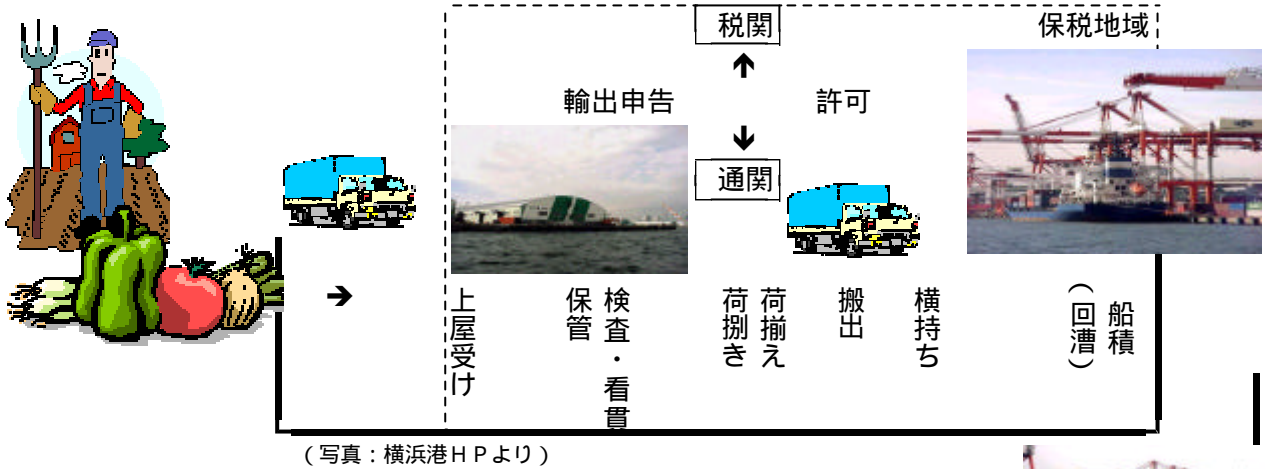 税関
保税地域
輸出申告
許可
通関
上屋受け
保管
検査・看貫
荷捌き
荷揃え
搬出
横持ち
船積
（回漕）
（写真：横浜港ＨＰより）